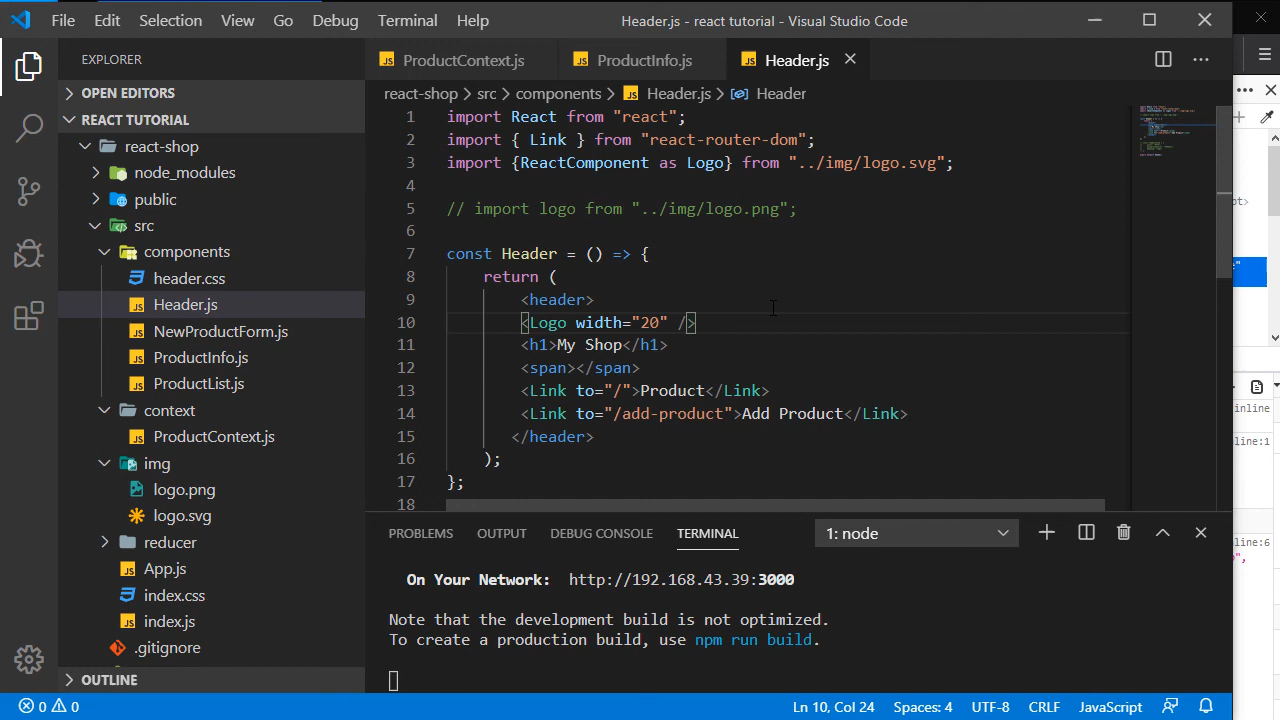 File Edit Selection View Go Debug Terminal Help Header.js - react tutorial - Visual Studio Code
EXPLORER
OPEN EDITORS
REACT TUTORIAL
react-shop
node_modules
public
src
components
header.css
Header.js
NewProductForm.js
ProductInfo.js
ProductList.js
context
ProductContext.js
img
logo.png
logo.svg
reducer
App.js
index.css
index.js
.gitignore
OUTLINE
JS ProductContext.js JS ProductInfo.js JS Header.js
react-shop > src > components > JS Header.js > Header
1 import React from "react";
2 import { Link } from "react-router-dom";
3 import {ReactComponent as Logo} from "../img/logo.svg";
4
5 // import logo from "../img/logo.png";
6
7 const Header = () => {
8 return (
9 <header>
10 <Logo width="20" />
11 <h1>My Shop</h1>
12 <span></span>
13 <Link to="/">Product</Link>
14 <Link to="/add-product">Add Product</Link>
15 </header>
16 );
17 };
18
PROBLEMS OUTPUT DEBUG CONSOLE TERMINAL 1: node
On Your Network: http://192.168.43.39:3000
Note that the development build is not optimized.
To create a production build, use npm run build.
0 0 Ln 10, Col 24 Spaces: 4 UTF-8 CRLF JavaScript